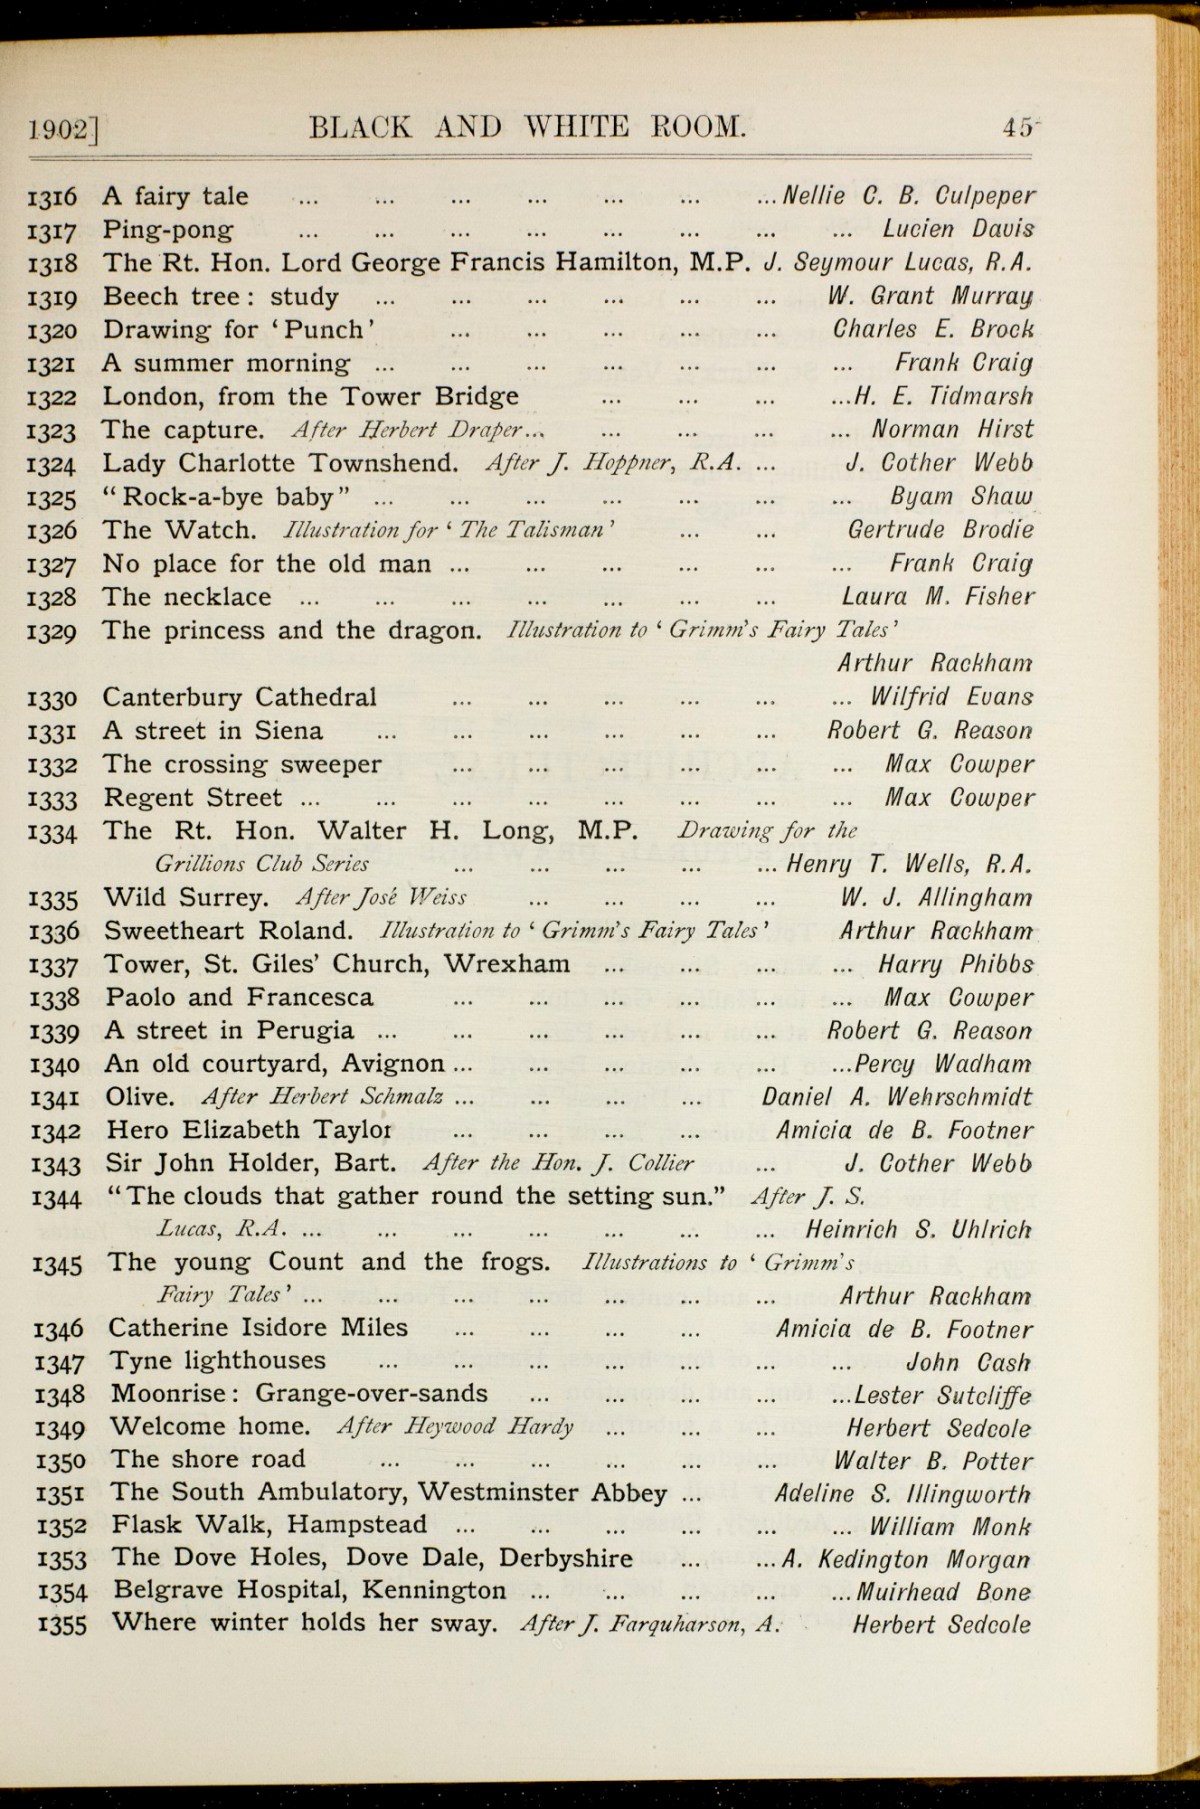 1902] BLACK AND WHITE ROOM. 45
1316 A fairy tale ... ... ... ... ... ... ... Nellie C. B. Culpeper
1317 Ping-pong ... ... ... ... ... ... ... ... Lucien Davis
1318 The Rt. Hon. Lord George Francis Hamilton, M.P. J. Seymour Lucas, R.A.
1319 Beech tree: study ... ... ... ... ... ... W. Grant Murray
1320 Drawing for 'Punch' ... ... ... ... ... Charles E. Brock
1321 A summer morning ... ... ... ... ... ... ... Frank Craig
1322 London, from the Tower Bridge ... ... ... ...H. E. Tidmarsh
1323 The capture. After Herbert Draper... ... ... ... ... Norman Hirst
1324 Lady Charlotte Townshend. After J. Hoppner, R.A. ... J. Cother Webb
1325 "Rock-a-bye baby" ... ... ... ... ... ... ... Byam Shaw
1326 The Watch. Illustration for 'The Talisman' ... ... Gertrude Brodie
1327 No place for the old man ... ... ... ... ... ... Frank Craig
1328 The necklace ... ... ... ... ... ... ... Laura M. Fisher
1329 The princess and the dragon. Illustration to 'Grimm's Fairy Tales'
Arthur Rackham
1330 Canterbury Cathedral ... ... ... ... ... ... Wilfrid Evans
1331 A street in Siena ... ... ... ... ... ... Robert G. Reason
1332 The crossing sweeper ... ... ... ... ... ... Max Cowper
1333 Regent Street ... ... ... ... ... ... ... ... Max Cowper
1334 The Rt. Hon. Walter H. Long, M.P. Drawing for the
Grillions Club Series ... ... ... ... ... Henry T. Wells, R.A.
1335 Wild Surrey. After José Weiss ... ... ... ... W. J. Allingham
1336 Sweetheart Roland. Illustration to 'Grimm's Fairy Tales' Arthur Rackham
1337 Tower, St. Giles' Church, Wrexham ... ... ... ... Harry Phibbs
1338 Paolo and Francesca ... ... ... ... ... ... Max Cowper
1339 A street in Perugia ... ... ... ... ... ... Robert G. Reason
1340 An old courtyard, Avignon ... ... ... ... ... ...Percy Wadham
1341 Olive. After Herbert Schmalz ... ... ... ... Daniel A. Wehrschmidt
1342 Hero Elizabeth Taylor ... ... ... ... Amicia de B. Footner
1343 Sir John Holder, Bart. After the Hon. J. Collier ... J. Cother Webb
1344 "The clouds that gather round the setting sun." After J. S.
Lucas, R.A. ... ... ... ... ... ... ... Heinrich S. Uhlrich
1345 The young Count and the frogs. Illustrations to 'Grimm's
Fairy Tales' ... ... ... ... ... ... ... Arthur Rackham
1346 Catherine Isidore Miles ... ... ... ... Amicia de B. Footner
1347 Tyne lighthouses ... ... ... ... ... ... ... John Cash
1348 Moonrise: Grange-over-sands ... ... ... ... ...Lester Sutcliffe
1349 Welcome home. After Heywood Hardy ... ... ... Herbert Sedcole
1350 The shore road ... ... ... ... ... ... Walter B. Potter
1351 The South Ambulatory, Westminster Abbey ... Adeline S. Illingworth
1352 Flask Walk, Hampstead ... ... ... ... ... ... William Monk
1353 The Dove Holes, Dove Dale, Derbyshire ... ...A. Kedington Morgan
1354 Belgrave Hospital, Kennington ... ... ... ... ...Muirhead Bone
1355 Where winter holds her sway. After J. Farquharson, A. Herbert Sedcole